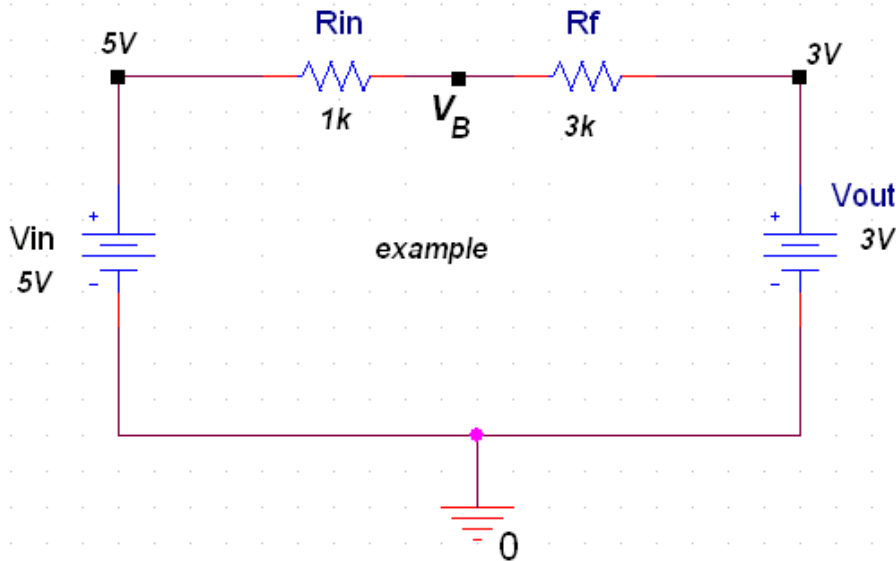 Rin
Rf
5V
3V
1k
VB
3k
+
+
Vout
Vin
example
3V
5V
-
-
0